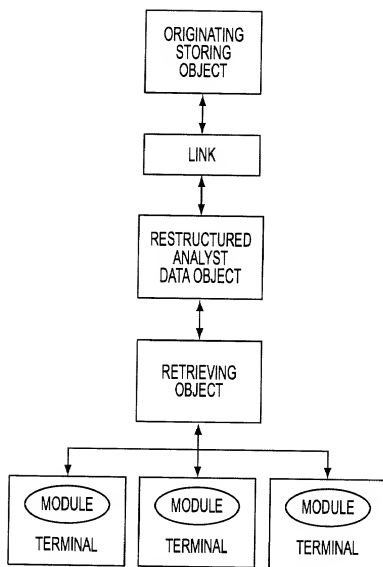 ORIGINATING
STORING
OBJECT
LINK
RESTRUCTURED
ANALYST
DATA OBJECT
RETRIEVING
OBJECT
MODULE
TERMINAL
MODULE
TERMINAL
MODULE
TERMINAL